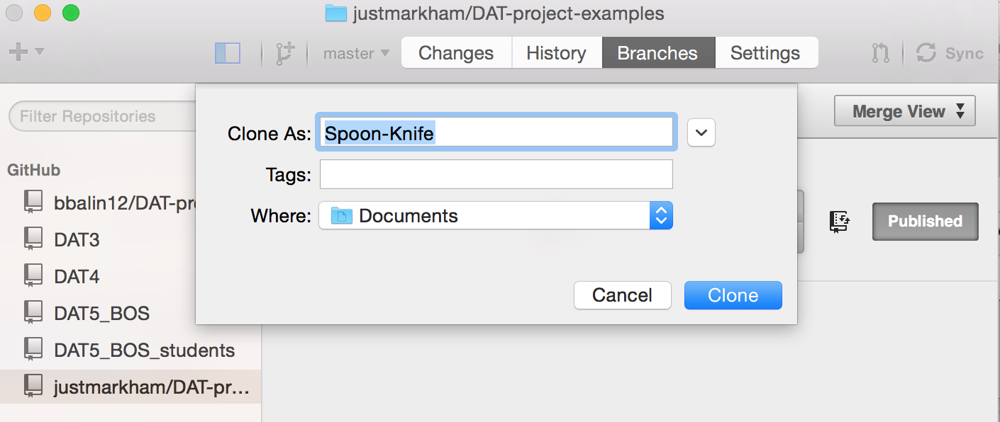 justmarkham/DAT-project-examples
master Changes History Branches Settings Sync
Filter Repositories
Merge View
Clone As: Spoon-Knife
Tags:
Where: Documents
Cancel Clone
Published
GitHub
bbalin12/DAT-pr
DAT3
DAT4
DAT5_BOS
DAT5_BOS_students
justmarkham/DAT-pr...